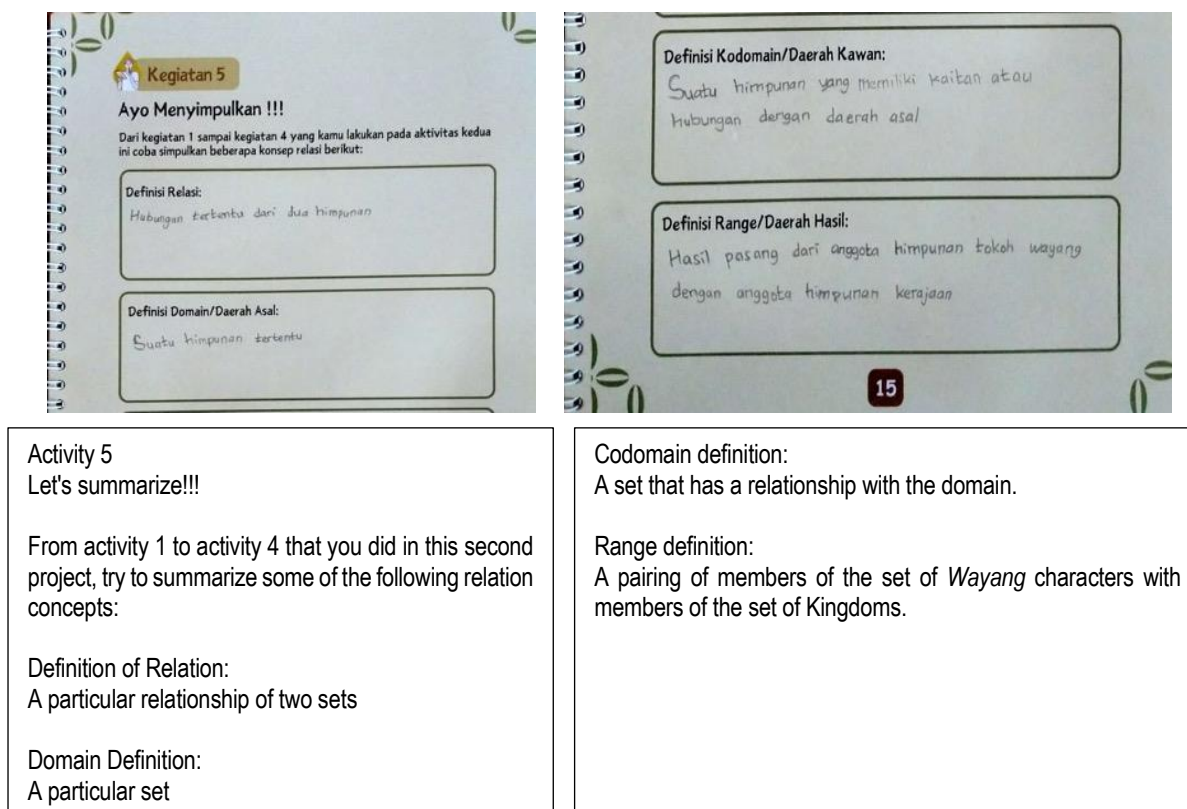 Kegiatan 5
Ayo Menyimpulkan !!!
Dari kegiatan 1 sampai kegiatan 4 yang kamu lakukan pada aktivitas kedua
ini coba simpulkan beberapa konsep relasi berikut:
Definisi Relasi:
Hubungan tertentu dari dua himpunan
Definisi Domain/Daerah Asal:
Suatu himpunan tertentu
Definisi Kodomain/Daerah Kawan:
Suatu himpunan yang memiliki kaitan atau
hubungan dengan daerah asal
Definisi Range/Daerah Hasil:
Hasil pasang dari anggota himpunan tokoh wayang
dengan anggota himpunan kerajaan
15
Activity 5
Let's summarize!!!
From activity 1 to activity 4 that you did in this second
project, try to summarize some of the following relation
concepts:
Definition of Relation:
A particular relationship of two sets
Domain Definition:
A particular set
Codomain definition:
A set that has a relationship with the domain.
Range definition:
A pairing of members of the set of Wayang characters with
members of the set of Kingdoms.